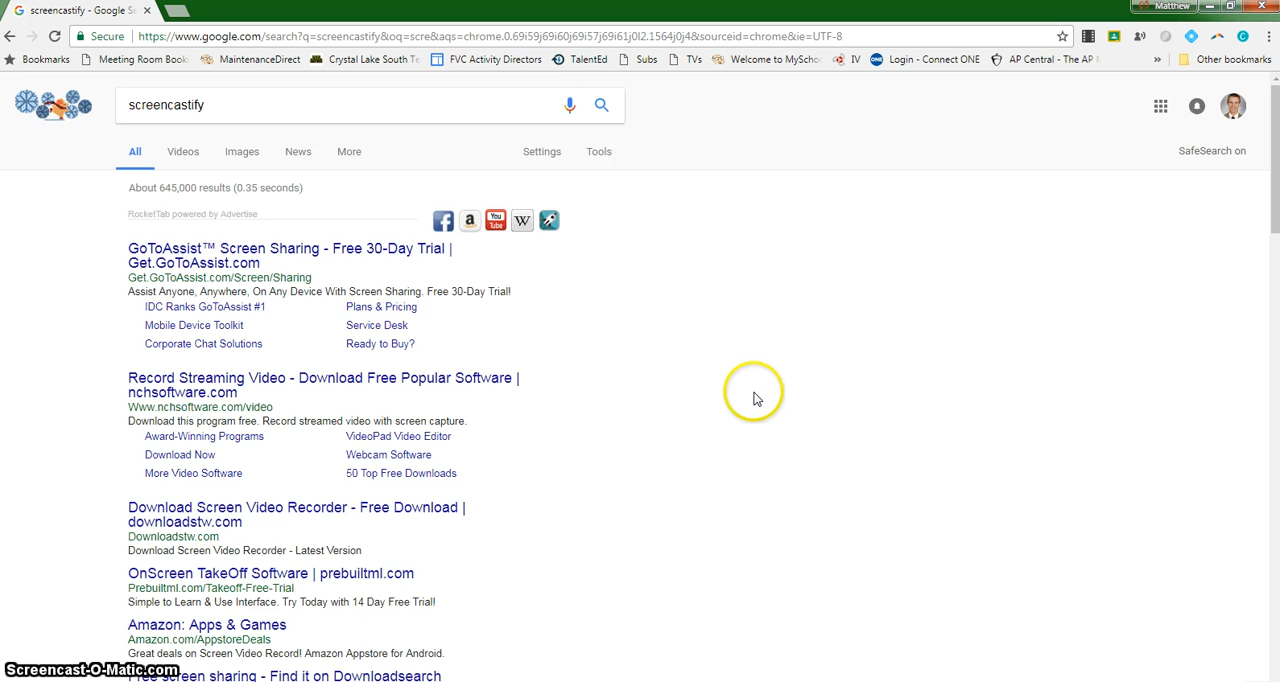 screencastify - Google Se
Matthew
Secure
https://www.google.com/search?q=screencastify&oq=scre&aqs=chrome.0.69i59j69i60j69i57j69i61j0l2.1564j0j4&sourceid=chrome&ie=UTF-8
Bookmarks
Meeting Room Book
MaintenanceDirect
Crystal Lake South Te
FVC Activity Directors
TalentEd
Subs
TVs
Welcome to MySchoo
IV
Login - Connect ONE
AP Central - The AP
Other bookmarks
screencastify
All
Videos
Images
News
More
Settings
Tools
SafeSearch on
About 645,000 results (0.35 seconds)
RocketTab powered by Advertise
a
You
Tube
W
GoToAssist™ Screen Sharing - Free 30-Day Trial |
Get.GoToAssist.com
Get.GoToAssist.com/Screen/Sharing
Assist Anyone, Anywhere, On Any Device With Screen Sharing. Free 30-Day Trial!
IDC Ranks GoToAssist #1
Plans & Pricing
Mobile Device Toolkit
Service Desk
Corporate Chat Solutions
Ready to Buy?
Record Streaming Video - Download Free Popular Software |
nchsoftware.com
Www.nchsoftware.com/video
Download this program free. Record streamed video with screen capture.
Award-Winning Programs
VideoPad Video Editor
Download Now
Webcam Software
More Video Software
50 Top Free Downloads
Download Screen Video Recorder - Free Download |
downloadstw.com
Downloadstw.com
Download Screen Video Recorder - Latest Version
OnScreen TakeOff Software | prebuiltml.com
Prebuiltml.com/Takeoff-Free-Trial
Simple to Learn & Use Interface. Try Today with 14 Day Free Trial!
Amazon: Apps & Games
Amazon.com/AppstoreDeals
Great deals on Screen Video Record! Amazon Appstore for Android.
Free screen sharing - Find it on Downloadsearch
Screencast-O-Matic.com